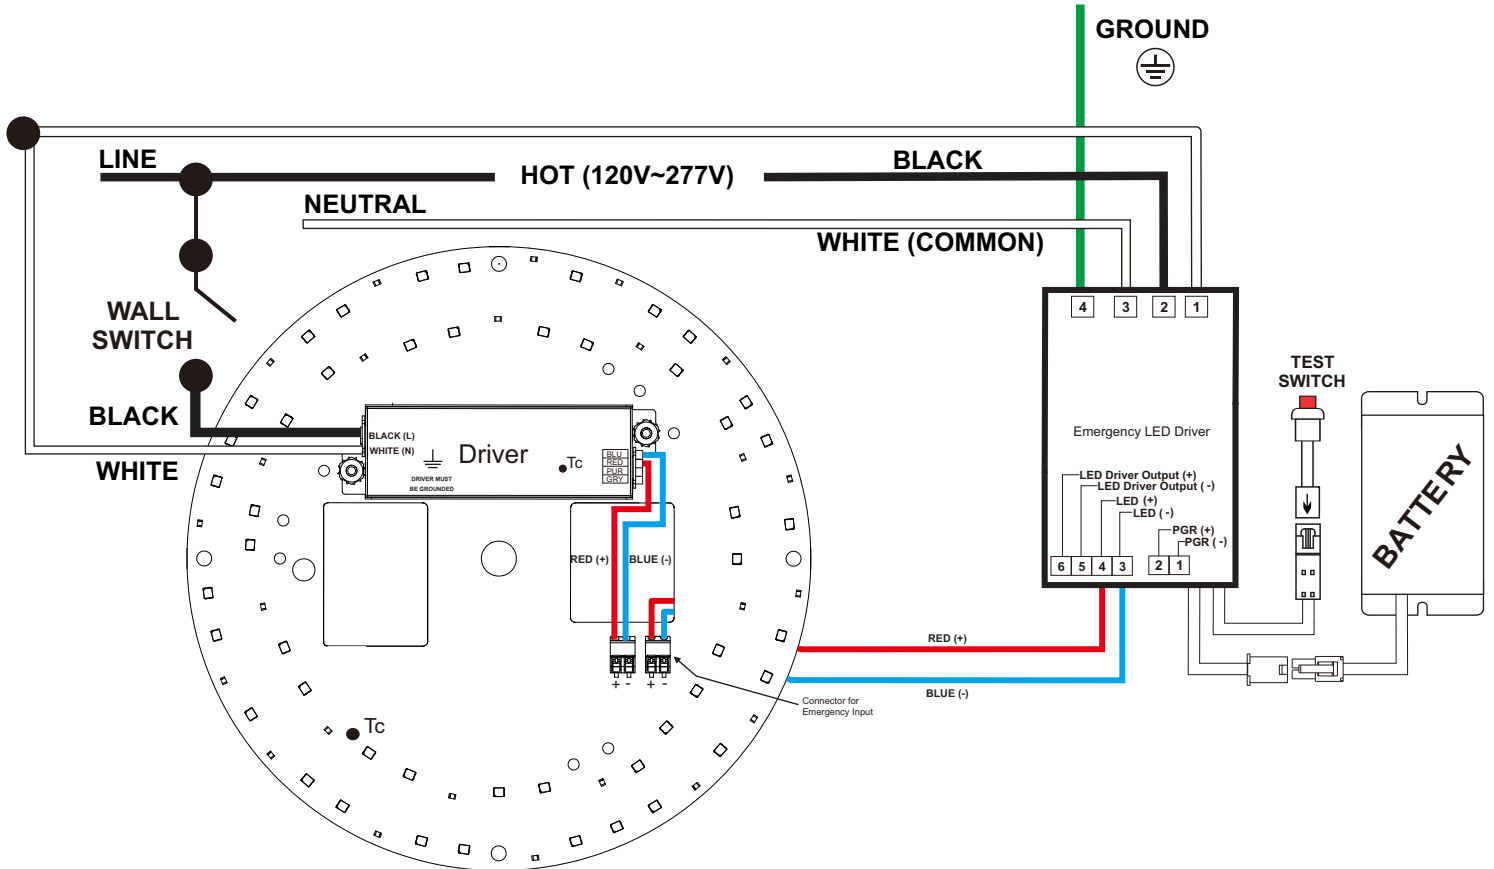 GROUND
LINE
HOT (120V~277V)
BLACK
NEUTRAL
WHITE (COMMON)
WALL
SWITCH
BLACK
WHITE
BLACK (L)
WHITE (N)
DRIVER MUST
BE GROUNDED
Driver
Tc
BLU
RED
PUR
GRY
RED (+)
BLUE (-)
+ -
+ -
Connector for
Emergency Input
Tc
RED (+)
BLUE (-)
4 3 2 1
Emergency LED Driver
LED Driver Output (+)
LED Driver Output (-)
LED (+)
LED (-)
PGR (+)
PGR (-)
6 5 4 3 2 1
TEST
SWITCH
BATTERY